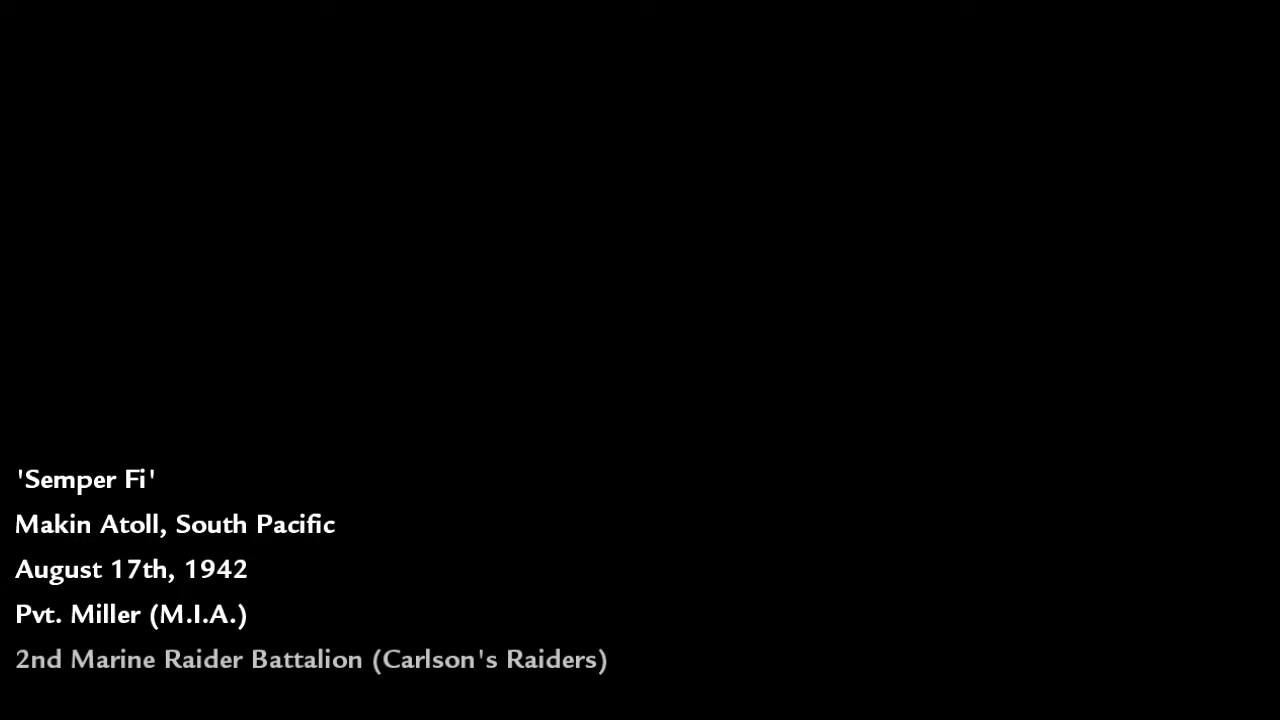 'Semper Fi'
Makin Atoll, South Pacific
August 17th, 1942
Pvt. Miller (M.I.A.)
2nd Marine Raider Battalion (Carlson's Raiders)